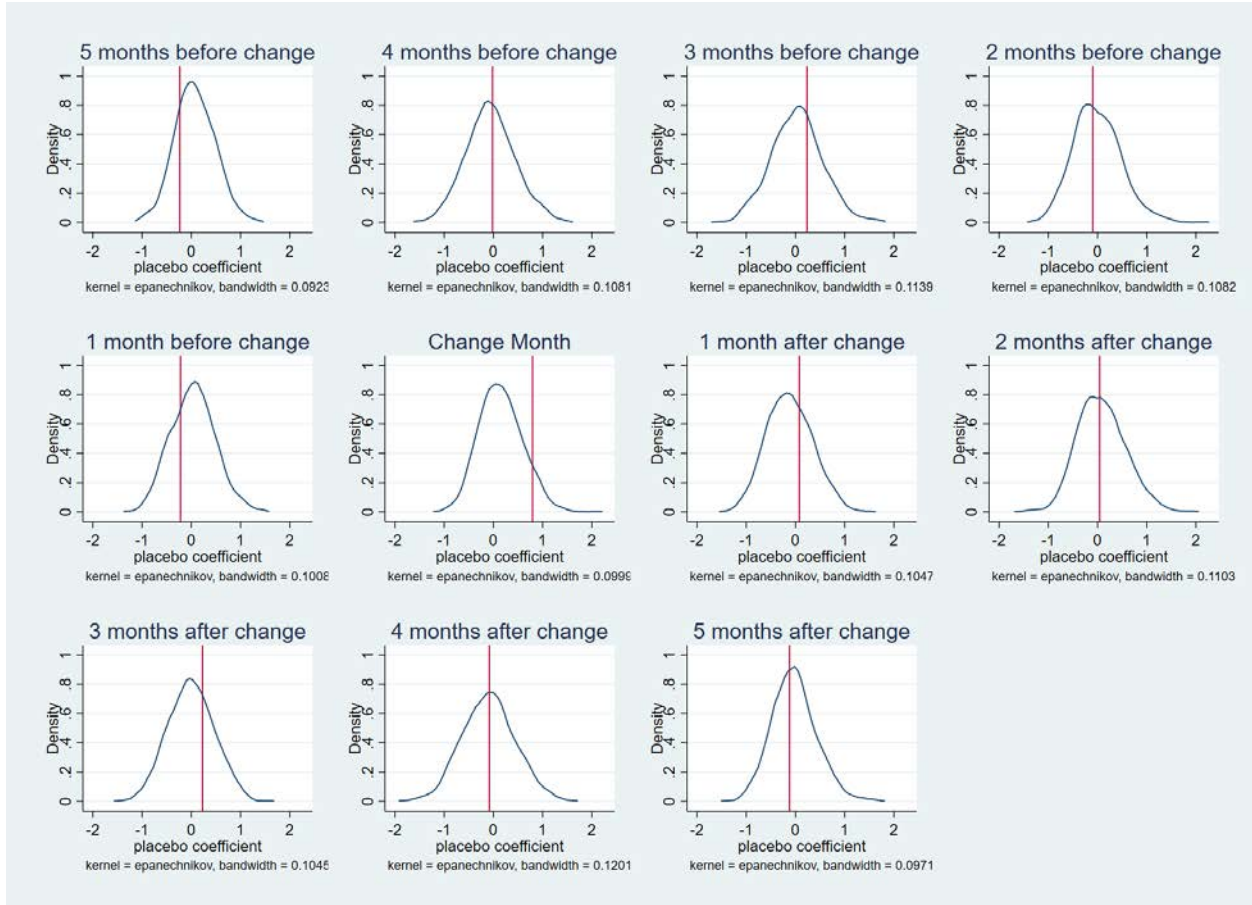 5 months before change
4 months before change
3 months before change
2 months before change
Density
0 .2 .4 .6 .8 1
-2 -1 0 1 2
placebo coefficient
kernel = epanechnikov, bandwidth = 0.0923
Density
0 .2 .4 .6 .8 1
-2 -1 0 1 2
placebo coefficient
kernel = epanechnikov, bandwidth = 0.1081
Density
0 .2 .4 .6 .8 1
-2 -1 0 1 2
placebo coefficient
kernel = epanechnikov, bandwidth = 0.1139
Density
0 .2 .4 .6 .8 1
-2 -1 0 1 2
placebo coefficient
kernel = epanechnikov, bandwidth = 0.1082
1 month before change
Change Month
1 month after change
2 months after change
Density
0 .2 .4 .6 .8 1
-2 -1 0 1 2
placebo coefficient
kernel = epanechnikov, bandwidth = 0.1008
Density
0 .2 .4 .6 .8 1
-2 -1 0 1 2
placebo coefficient
kernel = epanechnikov, bandwidth = 0.0999
Density
0 .2 .4 .6 .8 1
-2 -1 0 1 2
placebo coefficient
kernel = epanechnikov, bandwidth = 0.1047
Density
0 .2 .4 .6 .8 1
-2 -1 0 1 2
placebo coefficient
kernel = epanechnikov, bandwidth = 0.1103
3 months after change
4 months after change
5 months after change
Density
0 .2 .4 .6 .8 1
-2 -1 0 1 2
placebo coefficient
kernel = epanechnikov, bandwidth = 0.1045
Density
0 .2 .4 .6 .8 1
-2 -1 0 1 2
placebo coefficient
kernel = epanechnikov, bandwidth = 0.1201
Density
0 .2 .4 .6 .8 1
-2 -1 0 1 2
placebo coefficient
kernel = epanechnikov, bandwidth = 0.0971